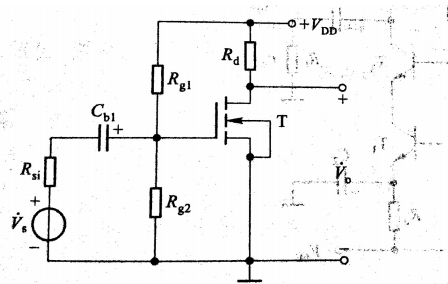 +V_DD
R_d
R_g1
C_b1
+
T
+
R_si
V̇_o
+
V̇_s
R_g2
−
−